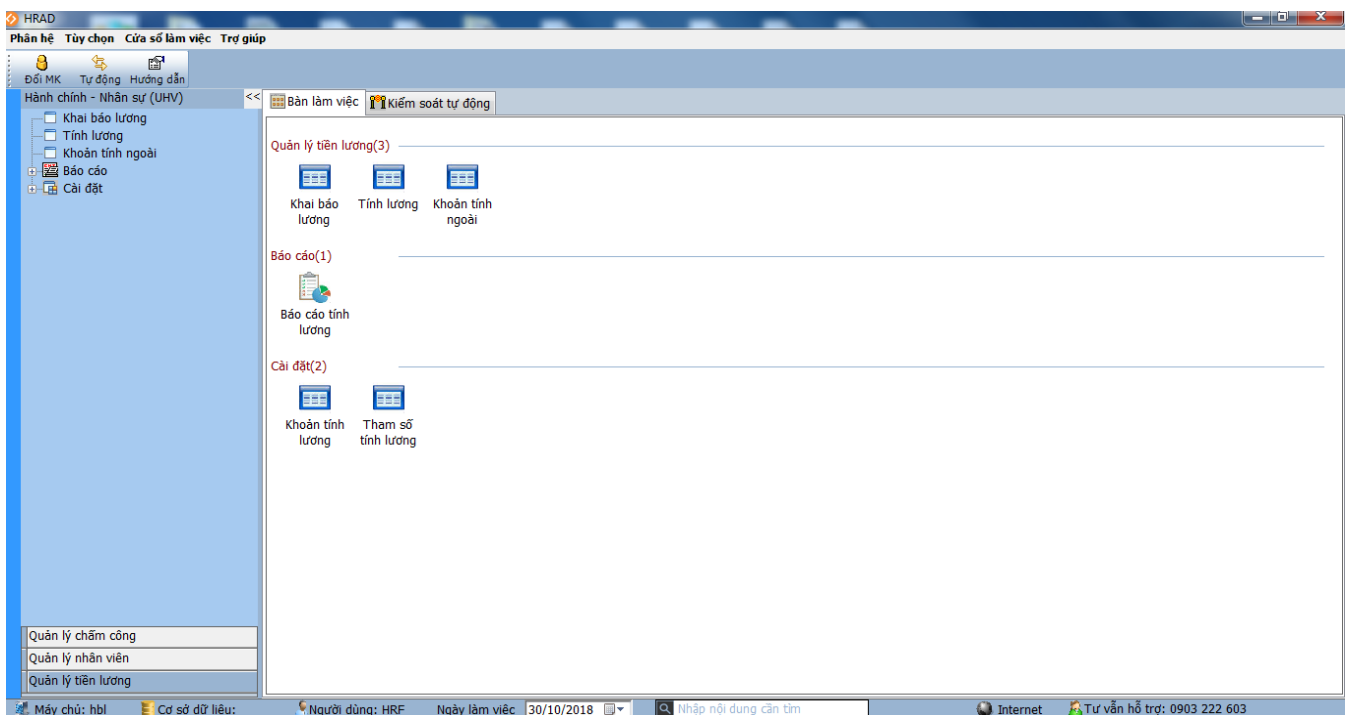 HRAD
Phân hệ Tùy chọn Cửa sổ làm việc Trợ giúp
Đổi MK Tự động Hướng dẫn
Hành chính - Nhân sự (UHV) <<
Bàn làm việc Kiểm soát tự động
Khai báo lương
Tính lương
Khoản tính ngoài
Báo cáo
Cài đặt
Quản lý tiền lương(3)
Khai báo lương
Tính lương
Khoản tính ngoài
Báo cáo(1)
Báo cáo tính lương
Cài đặt(2)
Khoản tính lương
Tham số tính lương
Quản lý chấm công
Quản lý nhân viên
Quản lý tiền lương
Máy chủ: hbl Cơ sở dữ liệu: Người dùng: HRF Ngày làm việc 30/10/2018 Nhập nội dung cần tìm Internet Tư vấn hỗ trợ: 0903 222 603